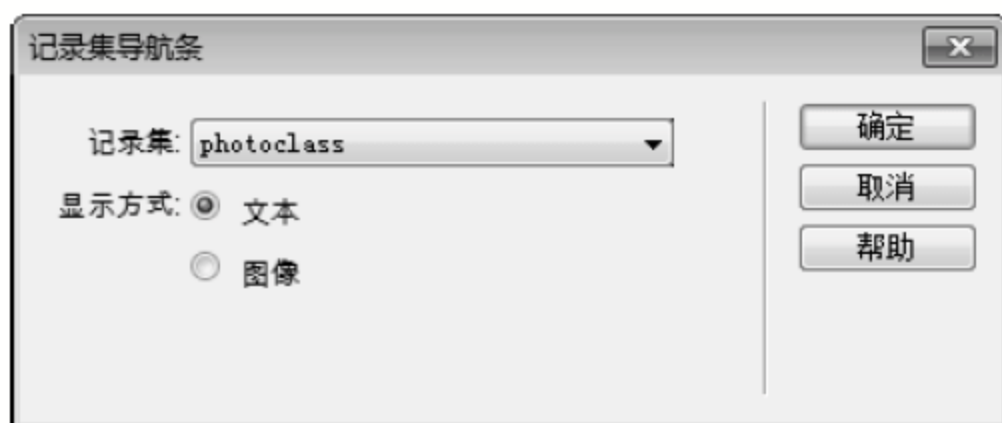 记录集导航条
记录集: photoclass
显示方式: 文本
图像
确定
取消
帮助